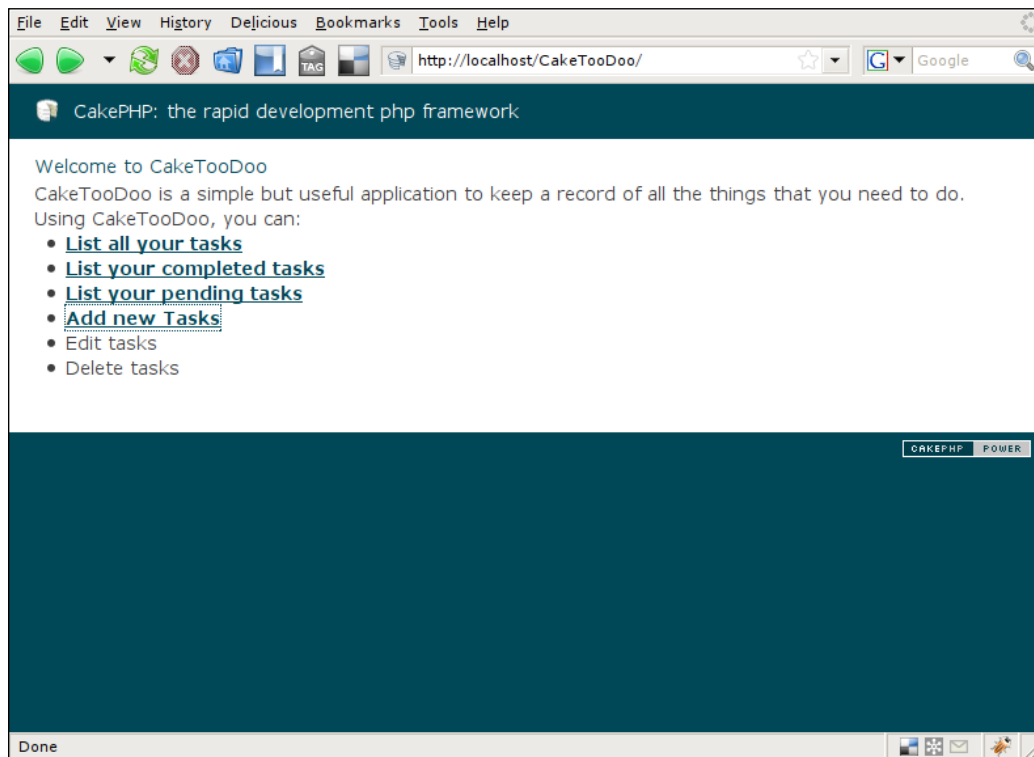 File Edit View History Delicious Bookmarks Tools Help
TAG http://localhost/CakeTooDoo/ G Google
CakePHP: the rapid development php framework
Welcome to CakeTooDoo
CakeTooDoo is a simple but useful application to keep a record of all the things that you need to do.
Using CakeTooDoo, you can:
List all your tasks
List your completed tasks
List your pending tasks
Add new Tasks
Edit tasks
Delete tasks
CAKEPHP POWER
Done